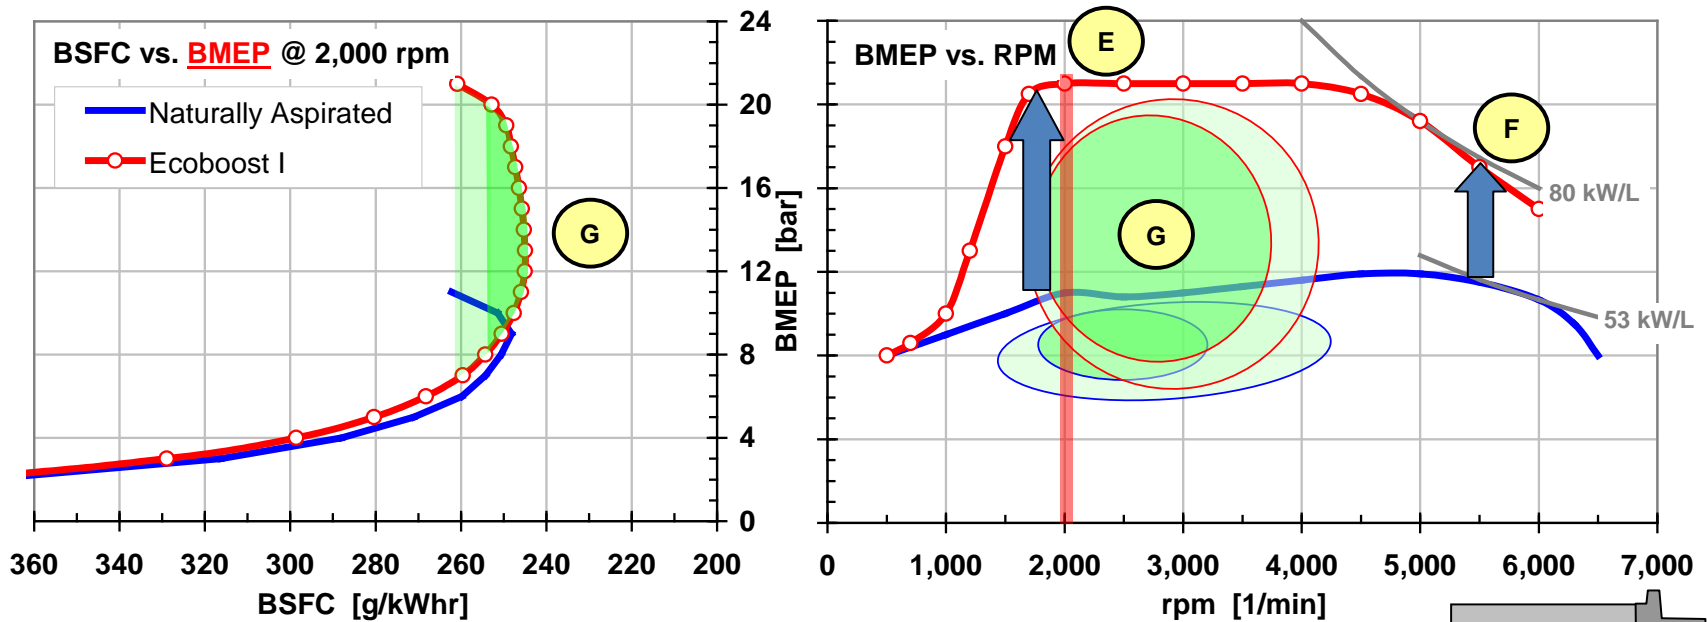 BSFC vs. BMEP @ 2,000 rpm
Naturally Aspirated
Ecoboost I
G
24
20
16
12
8
4
0
BMEP [bar]
360 340 320 300 280 260 240 220 200
BSFC [g/kWhr]
BMEP vs. RPM
E
F
G
80 kW/L
53 kW/L
0 1,000 2,000 3,000 4,000 5,000 6,000 7,000
rpm [1/min]